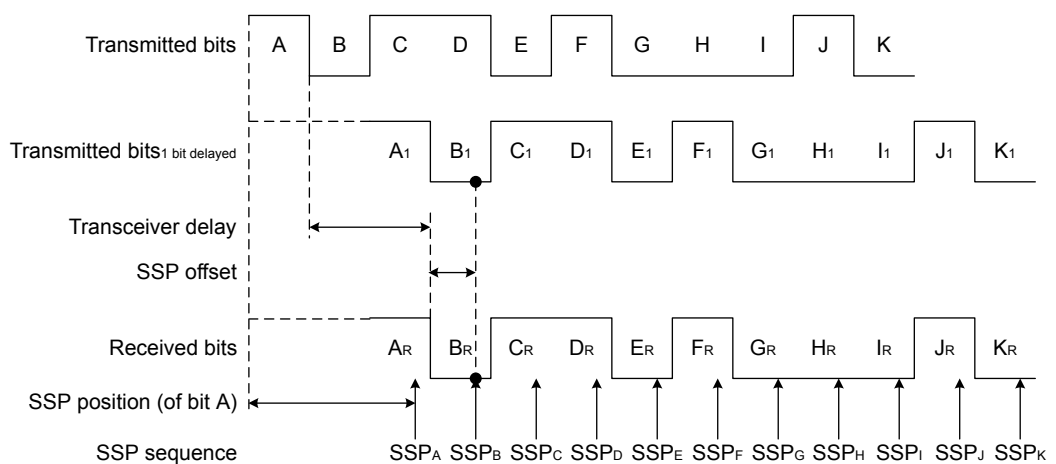 Transmitted bits A B C D E F G H I J K
Transmitted bits1 bit delayed A1 B1 C1 D1 E1 F1 G1 H1 I1 J1 K1
Transceiver delay
SSP offset
Received bits AR BR CR DR ER FR GR HR IR JR KR
SSP position (of bit A)
SSP sequence SSPA SSPB SSPC SSPD SSPE SSPF SSPG SSPH SSPI SSPJ SSPK